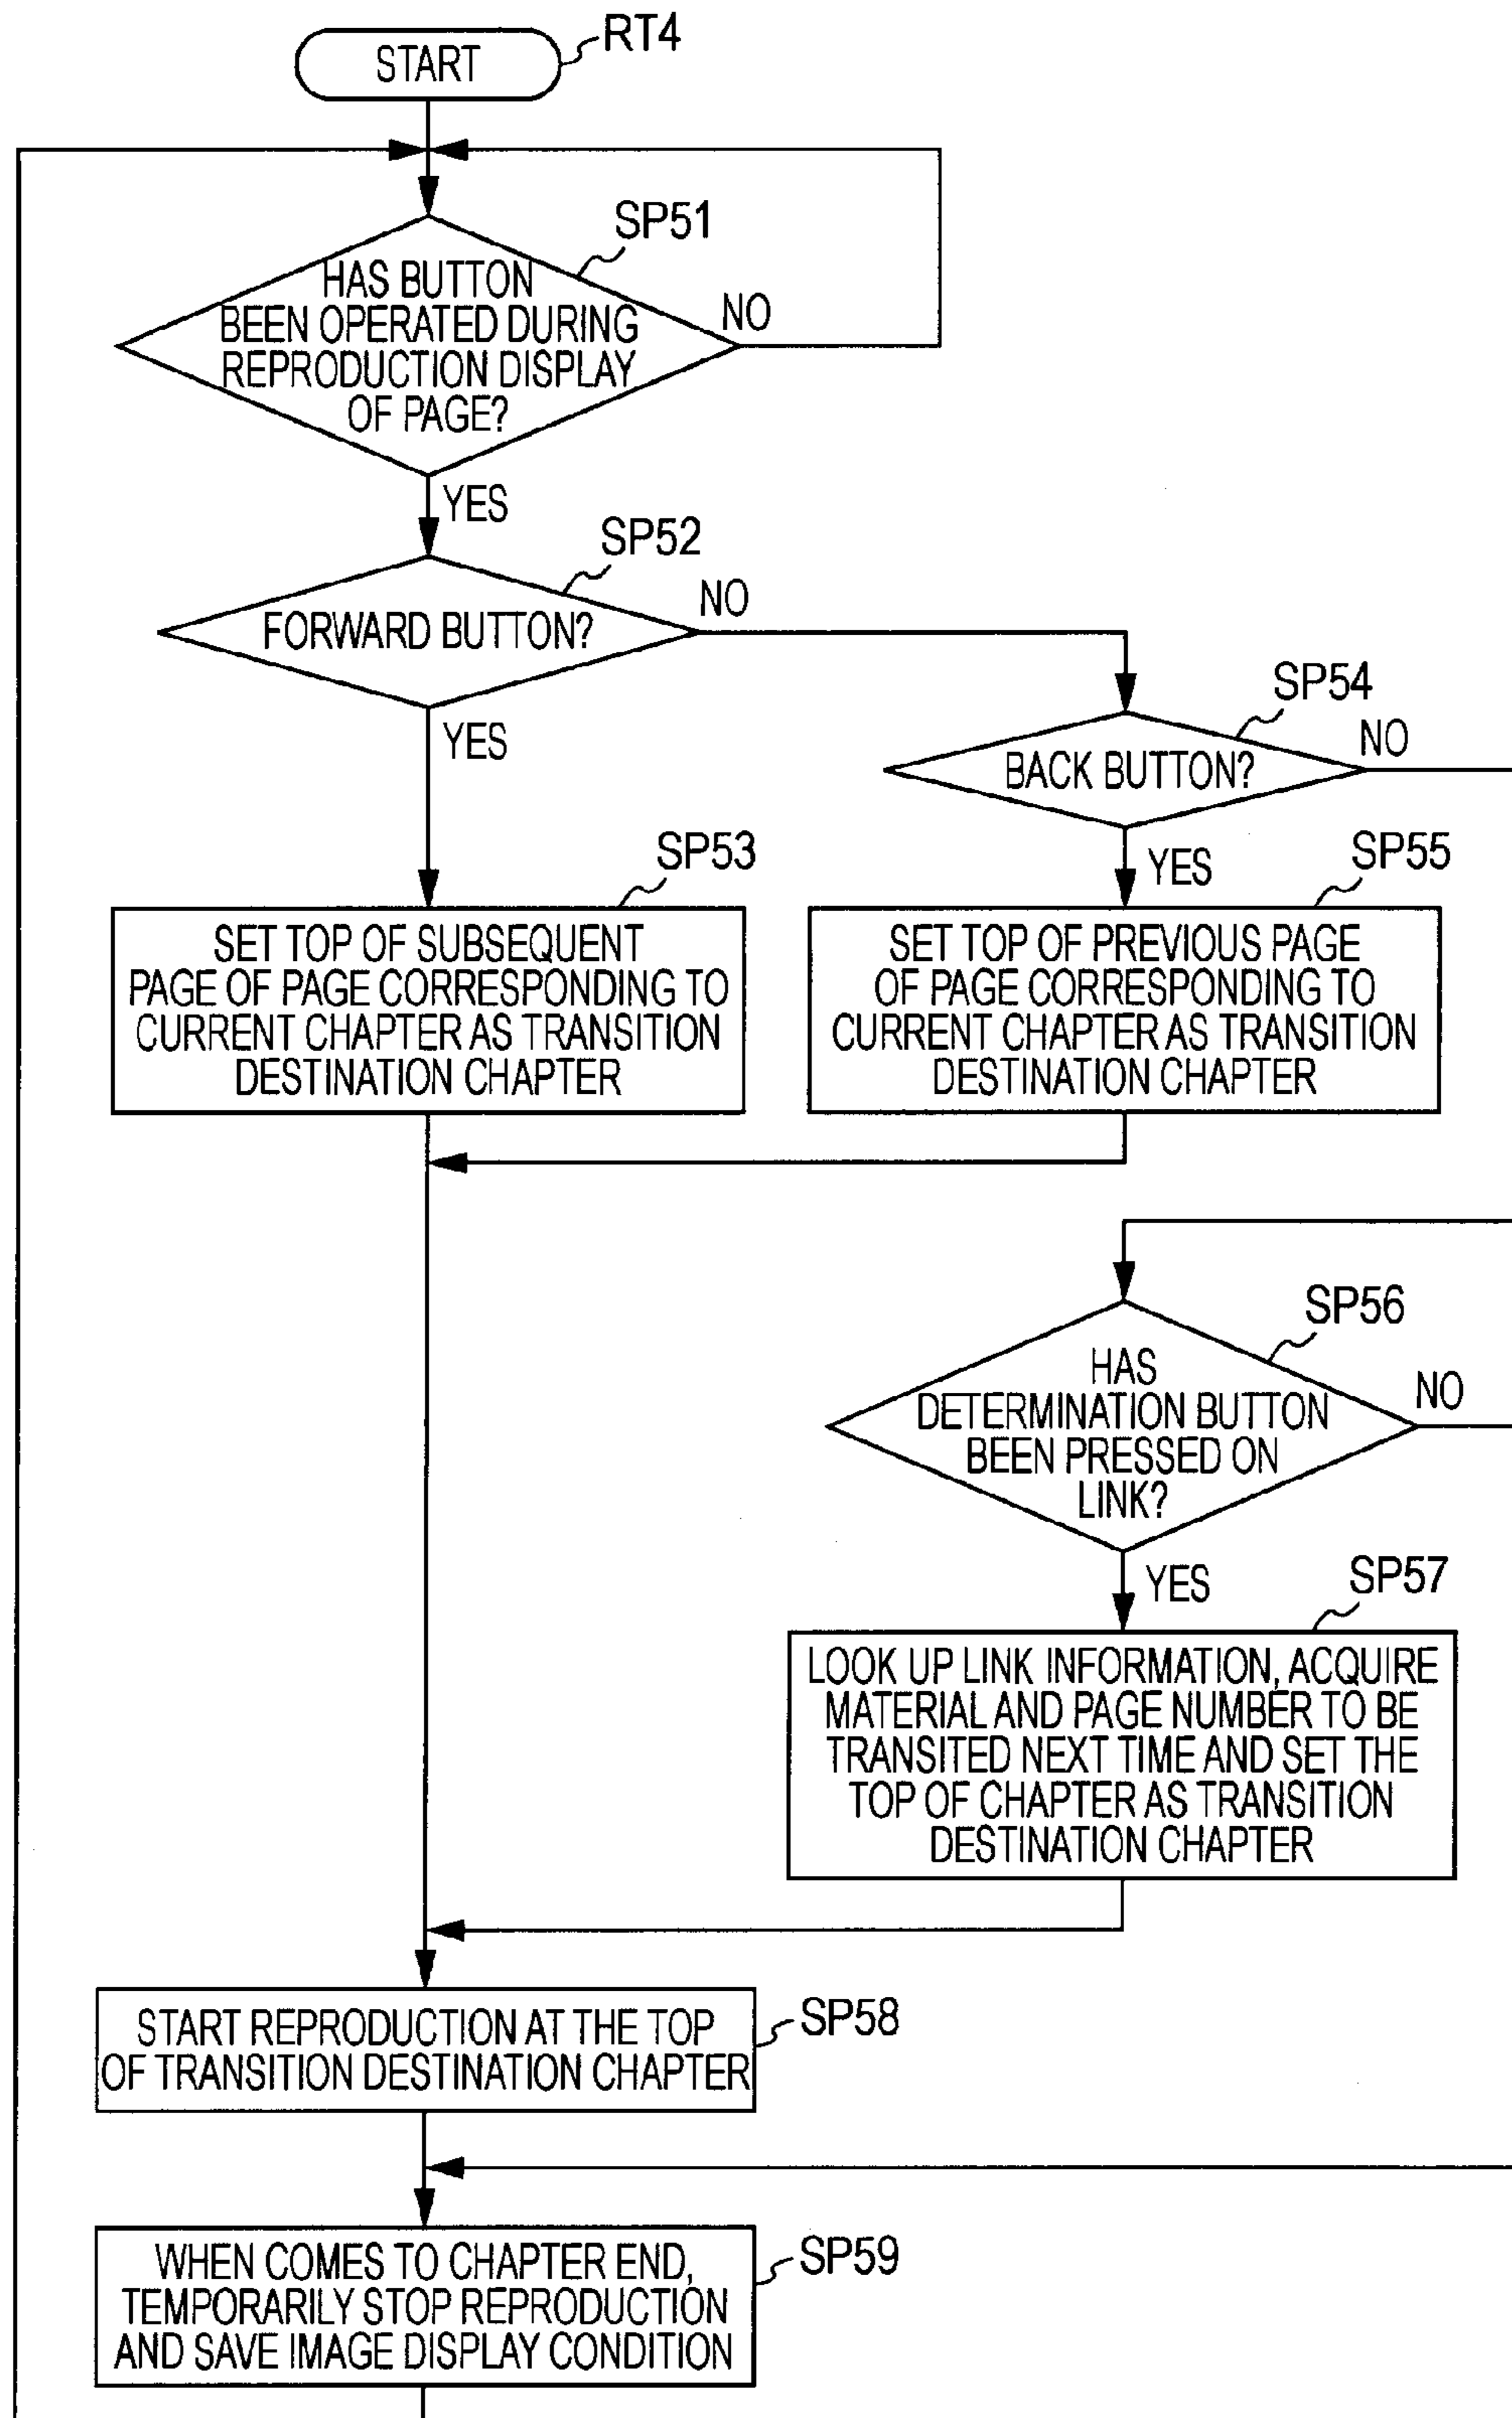 RT4
START
SP51
HAS BUTTON
BEEN OPERATED DURING
REPRODUCTION DISPLAY
OF PAGE?
NO
YES
SP52
FORWARD BUTTON?
NO
YES
SP54
BACK BUTTON?
NO
YES
SP53
SET TOP OF SUBSEQUENT
PAGE OF PAGE CORRESPONDING TO
CURRENT CHAPTER AS TRANSITION
DESTINATION CHAPTER
SP55
SET TOP OF PREVIOUS PAGE
OF PAGE CORRESPONDING TO
CURRENT CHAPTER AS TRANSITION
DESTINATION CHAPTER
SP56
HAS
DETERMINATION BUTTON
BEEN PRESSED ON
LINK?
NO
YES
SP57
LOOK UP LINK INFORMATION, ACQUIRE
MATERIAL AND PAGE NUMBER TO BE
TRANSITED NEXT TIME AND SET THE
TOP OF CHAPTER AS TRANSITION
DESTINATION CHAPTER
SP58
START REPRODUCTION AT THE TOP
OF TRANSITION DESTINATION CHAPTER
SP59
WHEN COMES TO CHAPTER END,
TEMPORARILY STOP REPRODUCTION
AND SAVE IMAGE DISPLAY CONDITION